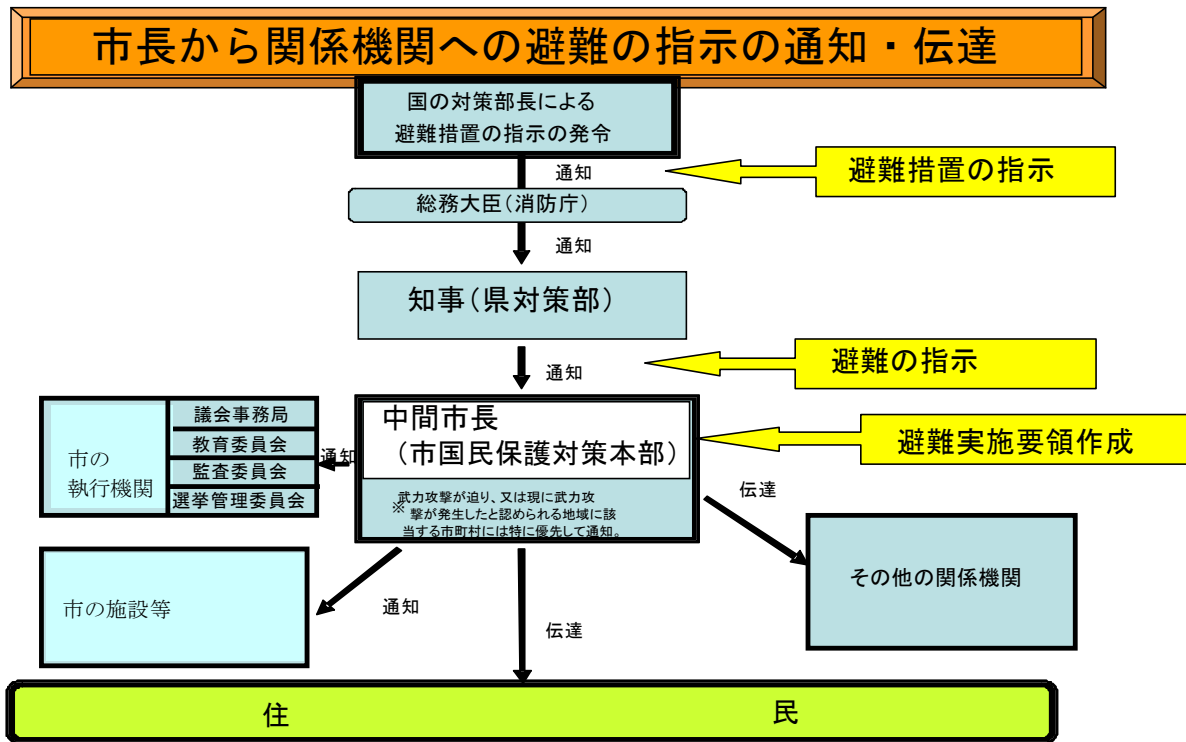 市長から関係機関への避難の指示の通知・伝達
国の対策部長による
避難措置の指示の発令
通知
避難措置の指示
総務大臣(消防庁)
通知
知事(県対策部)
避難の指示
通知
議会事務局
教育委員会
監査委員会
選挙管理委員会
市の
執行機関
通知
中間市長
(市国民保護対策本部)
避難実施要領作成
※
武力攻撃が迫り、又は現に武力攻
撃が発生したと認められる地域に該
当する市町村には特に優先して通知。
伝達
その他の関係機関
市の施設等
通知
伝達
住 民